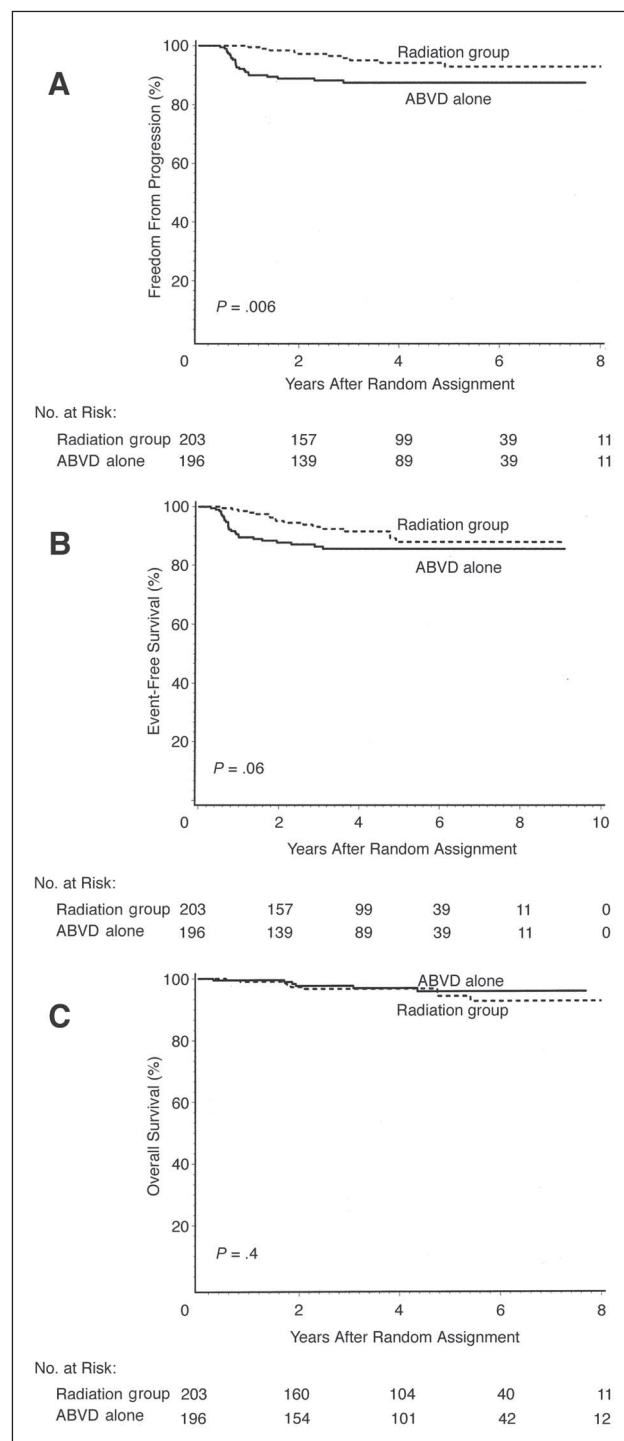 A
Freedom From Progression (%)
100
80
60
40
20
Radiation group
ABVD alone
P = .006
0 2 4 6 8
Years After Random Assignment
No. at Risk:
Radiation group 203 157 99 39 11
ABVD alone 196 139 89 39 11
B
Event-Free Survival (%)
100
80
60
40
20
Radiation group
ABVD alone
P = .06
0 2 4 6 8 10
Years After Random Assignment
No. at Risk:
Radiation group 203 157 99 39 11 0
ABVD alone 196 139 89 39 11 0
C
Overall Survival (%)
100
80
60
40
20
ABVD alone
Radiation group
P = .4
0 2 4 6 8
Years After Random Assignment
No. at Risk:
Radiation group 203 160 104 40 11
ABVD alone 196 154 101 42 12